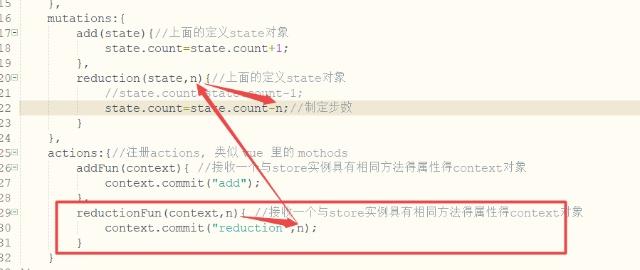 15
16 },
17 mutations:{
18 add(state){//上面的定义state对象
state.count=state.count+1;
19 },
20 reduction(state,n){//上面的定义state对象
21 //state.count=state.count-1;
22 state.count=state.count-n;//制定步数
23 }
24 },
25 actions:{//注册actions, 类似vue 里的 mothods
26 addFun(context){ //接收一个与store实例具有相同方法得属性得context对象
27 context.commit("add");
28 },
29 reductionFun(context,n){ //接收一个与store实例具有相同方法得属性得context对象
30 context.commit("reduction",n);
31 }
32 }